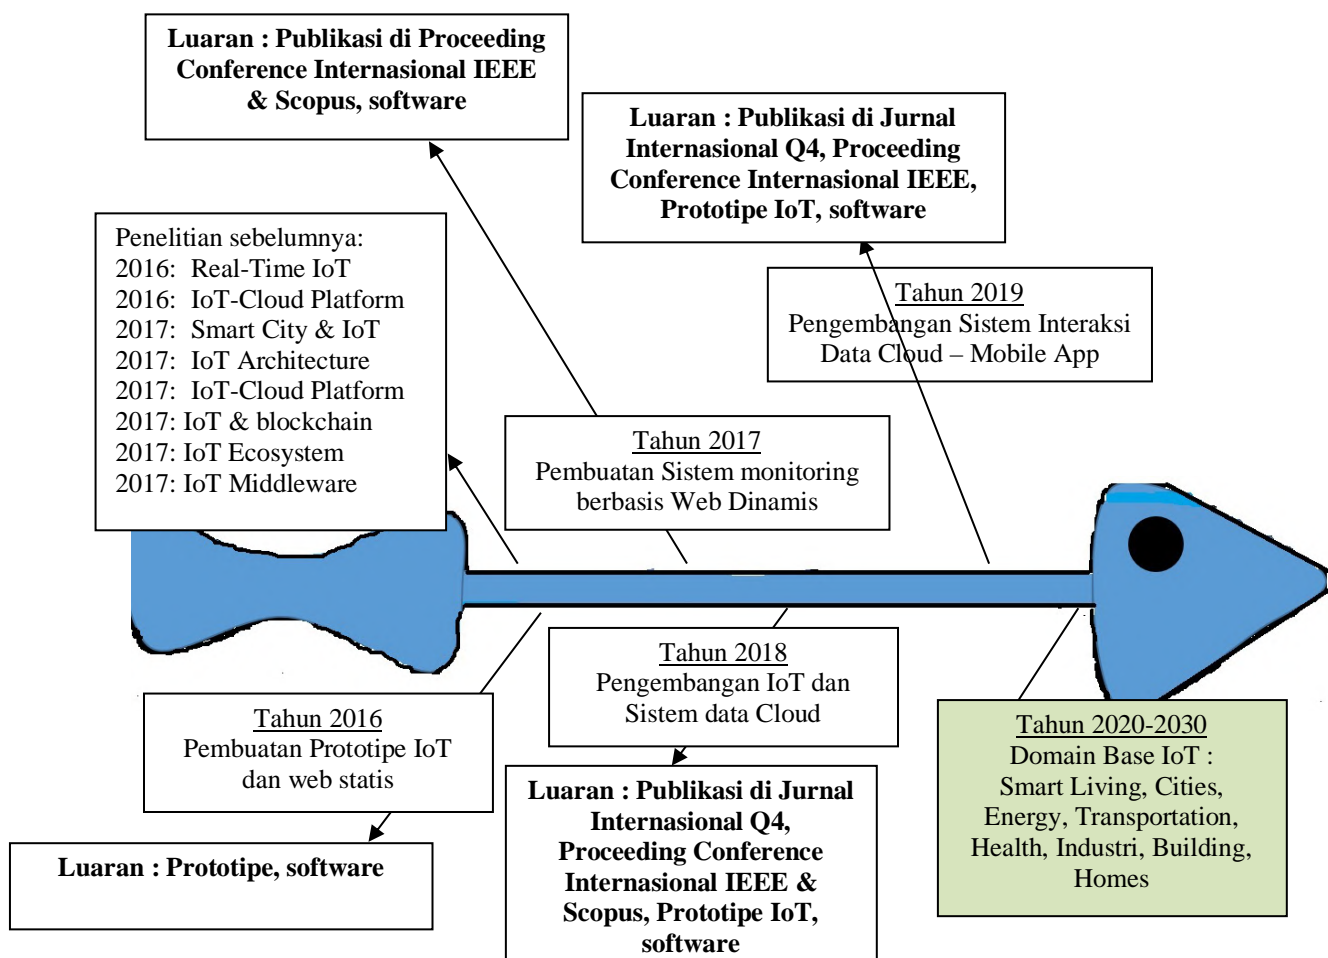 Luaran : Publikasi di Proceeding
Conference Internasional IEEE
& Scopus, software
Luaran : Publikasi di Jurnal
Internasional Q4, Proceeding
Conference Internasional IEEE,
Prototipe IoT, software
Penelitian sebelumnya:
2016:  Real-Time IoT
2016:  IoT-Cloud Platform
2017:  Smart City & IoT
2017:  IoT Architecture
2017:  IoT-Cloud Platform
2017: IoT & blockchain
2017: IoT Ecosystem
2017: IoT Middleware
Tahun 2019
Pengembangan Sistem Interaksi
Data Cloud – Mobile App
Tahun 2017
Pembuatan Sistem monitoring
berbasis Web Dinamis
Tahun 2016
Pembuatan Prototipe IoT
dan web statis
Tahun 2018
Pengembangan IoT dan
Sistem data Cloud
Tahun 2020-2030
Domain Base IoT :
Smart Living, Cities,
Energy, Transportation,
Health, Industri, Building,
Homes
Luaran : Prototipe, software
Luaran : Publikasi di Jurnal
Internasional Q4,
Proceeding Conference
Internasional IEEE &
Scopus, Prototipe IoT,
software